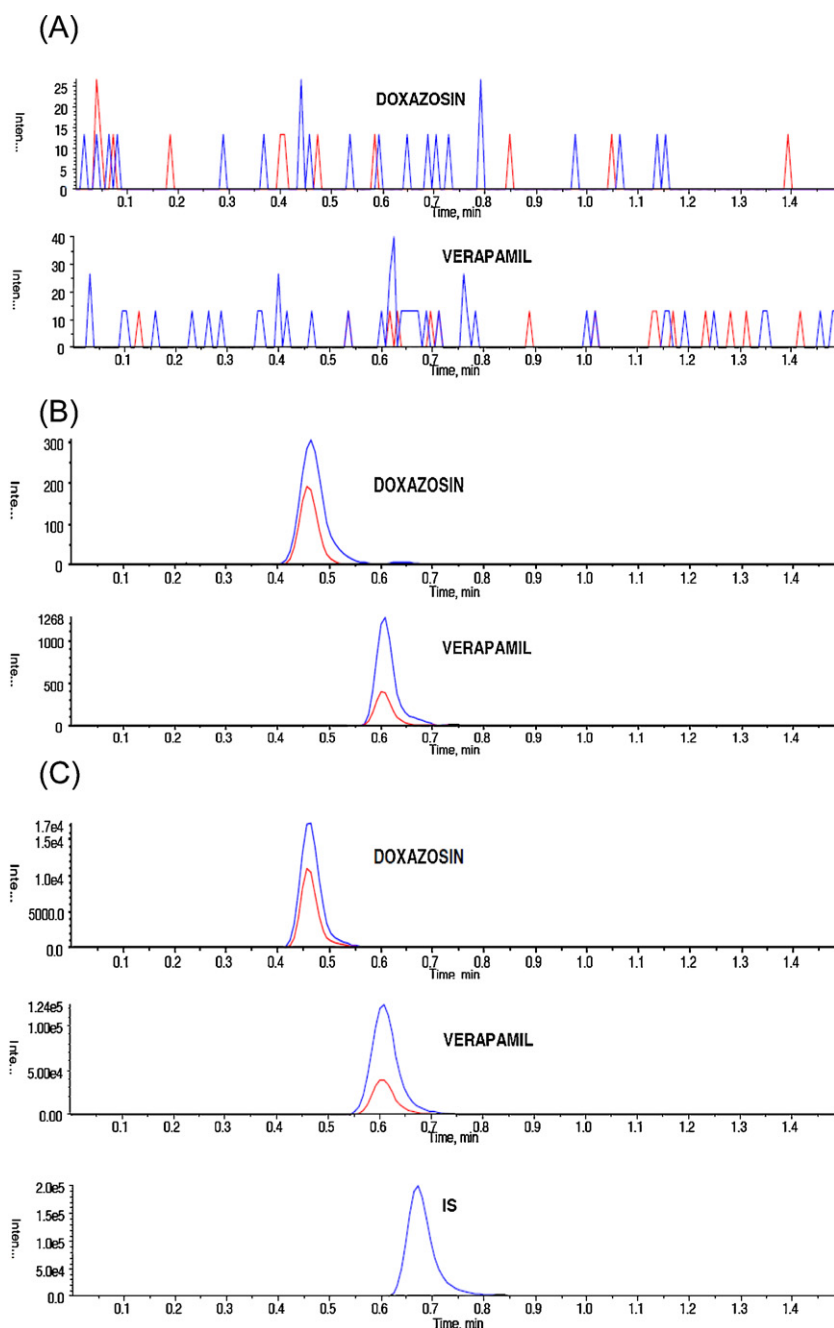 (A)
Inten...
25
20
15
10
5
0
DOXAZOSIN
0.1 0.2 0.3 0.4 0.5 0.6 0.7 0.8 0.9 1.0 1.1 1.2 1.3 1.4
Time, min
Inten...
40
30
20
10
0
VERAPAMIL
0.1 0.2 0.3 0.4 0.5 0.6 0.7 0.8 0.9 1.0 1.1 1.2 1.3 1.4
Time, min
(B)
Inte...
300
200
100
0
DOXAZOSIN
0.1 0.2 0.3 0.4 0.5 0.6 0.7 0.8 0.9 1.0 1.1 1.2 1.3 1.4
Time, min
Inte...
1268
1000
500
0
VERAPAMIL
0.1 0.2 0.3 0.4 0.5 0.6 0.7 0.8 0.9 1.0 1.1 1.2 1.3 1.4
Time, min
(C)
Inte...
1.7e4
1.5e4
1.0e4
5000.0
0.0
DOXAZOSIN
0.1 0.2 0.3 0.4 0.5 0.6 0.7 0.8 0.9 1.0 1.1 1.2 1.3 1.4
Time, min
Inte...
1.24e5
1.00e5
5.00e4
0.00
VERAPAMIL
0.1 0.2 0.3 0.4 0.5 0.6 0.7 0.8 0.9 1.0 1.1 1.2 1.3 1.4
Time, min
Inten...
2.0e5
1.5e5
1.0e5
5.0e4
0.0
IS
0.1 0.2 0.3 0.4 0.5 0.6 0.7 0.8 0.9 1.0 1.1 1.2 1.3 1.4
Time, min